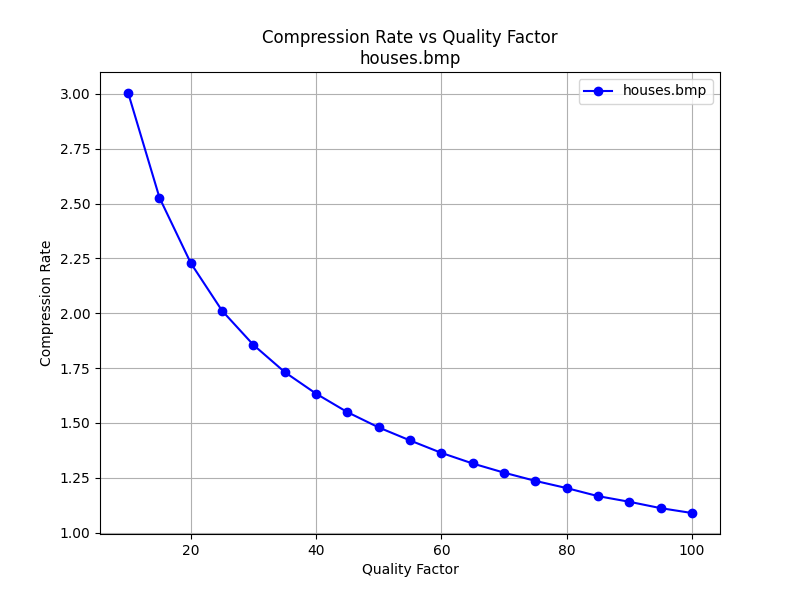 Compression Rate vs Quality Factor
houses.bmp
houses.bmp
3.00
2.75
2.50
2.25
2.00
1.75
1.50
1.25
1.00
Compression Rate
20 40 60 80 100
Quality Factor